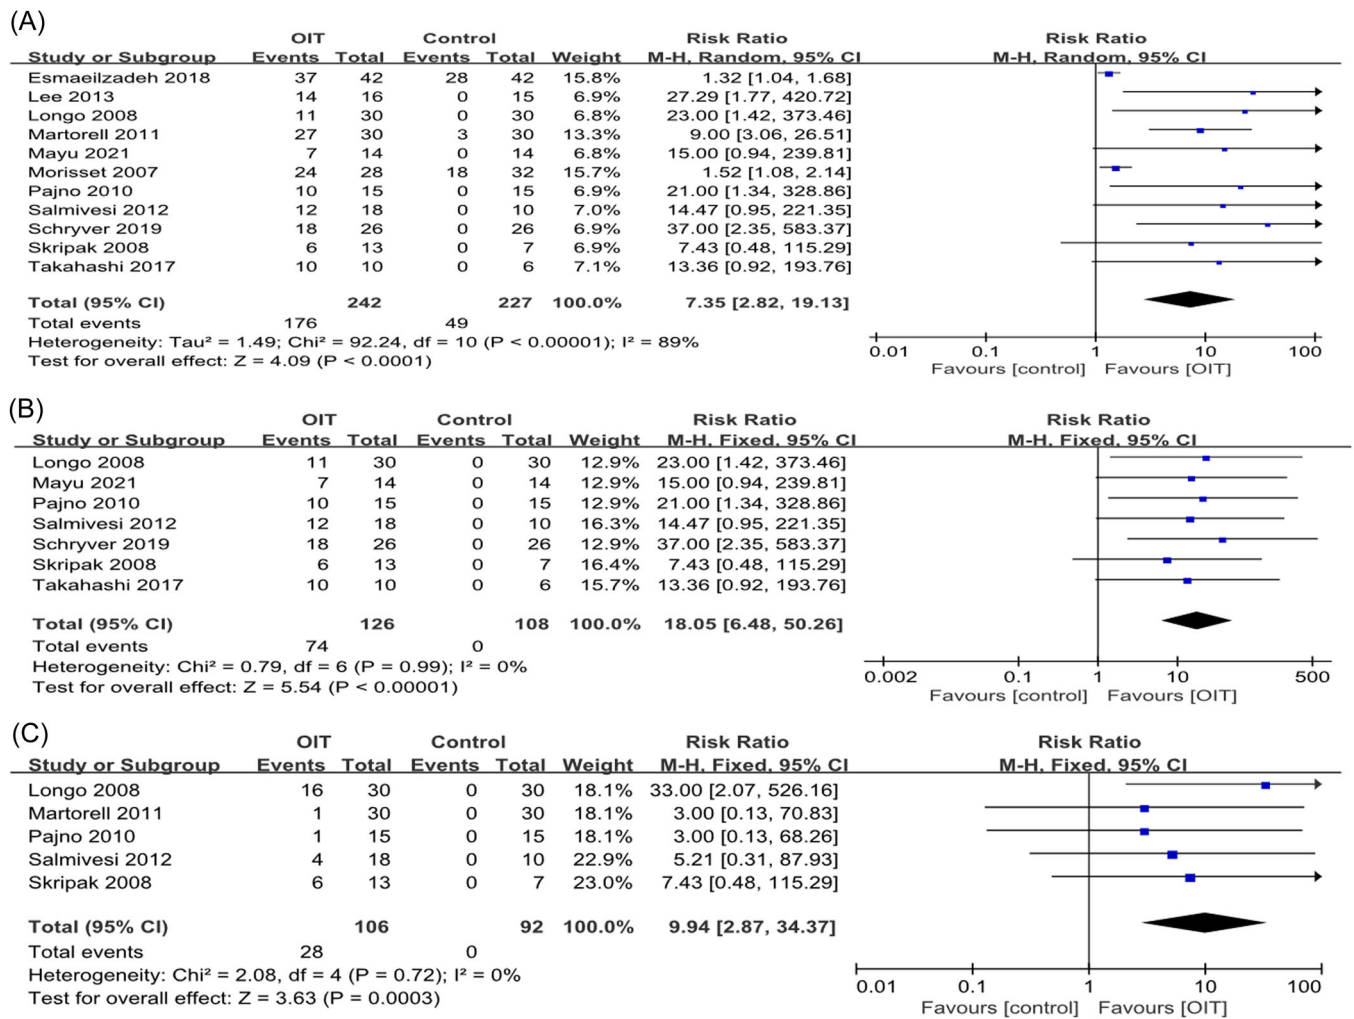 (A)
OIT Control Risk Ratio Risk Ratio
Study or Subgroup Events Total Events Total Weight M-H, Random, 95% CI M-H, Random, 95% CI
Esmaeilzadeh 2018 37 42 28 42 15.8% 1.32 [1.04, 1.68]
Lee 2013 14 16 0 15 6.9% 27.29 [1.77, 420.72]
Longo 2008 11 30 0 30 6.8% 23.00 [1.42, 373.46]
Martorell 2011 27 30 3 30 13.3% 9.00 [3.06, 26.51]
Mayu 2021 7 14 0 14 6.8% 15.00 [0.94, 239.81]
Morisset 2007 24 28 18 32 15.7% 1.52 [1.08, 2.14]
Pajno 2010 10 15 0 15 6.9% 21.00 [1.34, 328.86]
Salmivesi 2012 12 18 0 10 7.0% 14.47 [0.95, 221.35]
Schryver 2019 18 26 0 26 6.9% 37.00 [2.35, 583.37]
Skripak 2008 6 13 0 7 6.9% 7.43 [0.48, 115.29]
Takahashi 2017 10 10 0 6 7.1% 13.36 [0.92, 193.76]
Total (95% CI) 242 227 100.0% 7.35 [2.82, 19.13]
Total events 176 49
Heterogeneity: Tau² = 1.49; Chi² = 92.24, df = 10 (P < 0.00001); I² = 89%
Test for overall effect: Z = 4.09 (P < 0.0001)
0.01 0.1 1 10 100
Favours [control] Favours [OIT]
(B)
OIT Control Risk Ratio Risk Ratio
Study or Subgroup Events Total Events Total Weight M-H, Fixed, 95% CI M-H, Fixed, 95% CI
Longo 2008 11 30 0 30 12.9% 23.00 [1.42, 373.46]
Mayu 2021 7 14 0 14 12.9% 15.00 [0.94, 239.81]
Pajno 2010 10 15 0 15 12.9% 21.00 [1.34, 328.86]
Salmivesi 2012 12 18 0 10 16.3% 14.47 [0.95, 221.35]
Schryver 2019 18 26 0 26 12.9% 37.00 [2.35, 583.37]
Skripak 2008 6 13 0 7 16.4% 7.43 [0.48, 115.29]
Takahashi 2017 10 10 0 6 15.7% 13.36 [0.92, 193.76]
Total (95% CI) 126 108 100.0% 18.05 [6.48, 50.26]
Total events 74 0
Heterogeneity: Chi² = 0.79, df = 6 (P = 0.99); I² = 0%
Test for overall effect: Z = 5.54 (P < 0.00001)
0.002 0.1 1 10 500
Favours [control] Favours [OIT]
(C)
OIT Control Risk Ratio Risk Ratio
Study or Subgroup Events Total Events Total Weight M-H, Fixed, 95% CI M-H, Fixed, 95% CI
Longo 2008 16 30 0 30 18.1% 33.00 [2.07, 526.16]
Martorell 2011 1 30 0 30 18.1% 3.00 [0.13, 70.83]
Pajno 2010 1 15 0 15 18.1% 3.00 [0.13, 68.26]
Salmivesi 2012 4 18 0 10 22.9% 5.21 [0.31, 87.93]
Skripak 2008 6 13 0 7 23.0% 7.43 [0.48, 115.29]
Total (95% CI) 106 92 100.0% 9.94 [2.87, 34.37]
Total events 28 0
Heterogeneity: Chi² = 2.08, df = 4 (P = 0.72); I² = 0%
Test for overall effect: Z = 3.63 (P = 0.0003)
0.01 0.1 1 10 100
Favours [control] Favours [OIT]